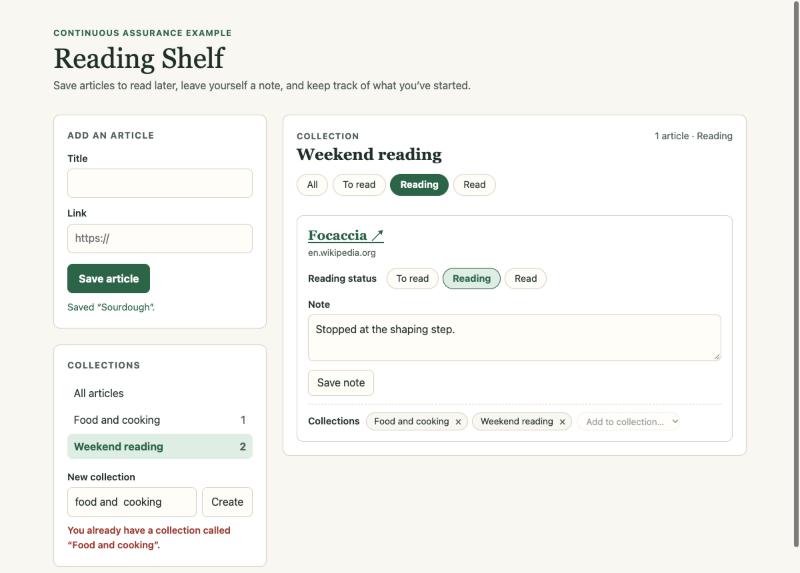 CONTINUOUS ASSURANCE EXAMPLE
Reading Shelf
Save articles to read later, leave yourself a note, and keep track of what you’ve started.
ADD AN ARTICLE
Title
Link
https://
Save article
Saved “Sourdough”.
COLLECTIONS
All articles
Food and cooking 1
Weekend reading 2
New collection
food and  cooking Create
You already have a collection called
“Food and cooking”.
COLLECTION 1 article · Reading
Weekend reading
All To read Reading Read
Focaccia ↗
en.wikipedia.org
Reading status To read Reading Read
Note
Stopped at the shaping step.
Save note
Collections Food and cooking × Weekend reading × Add to collection...